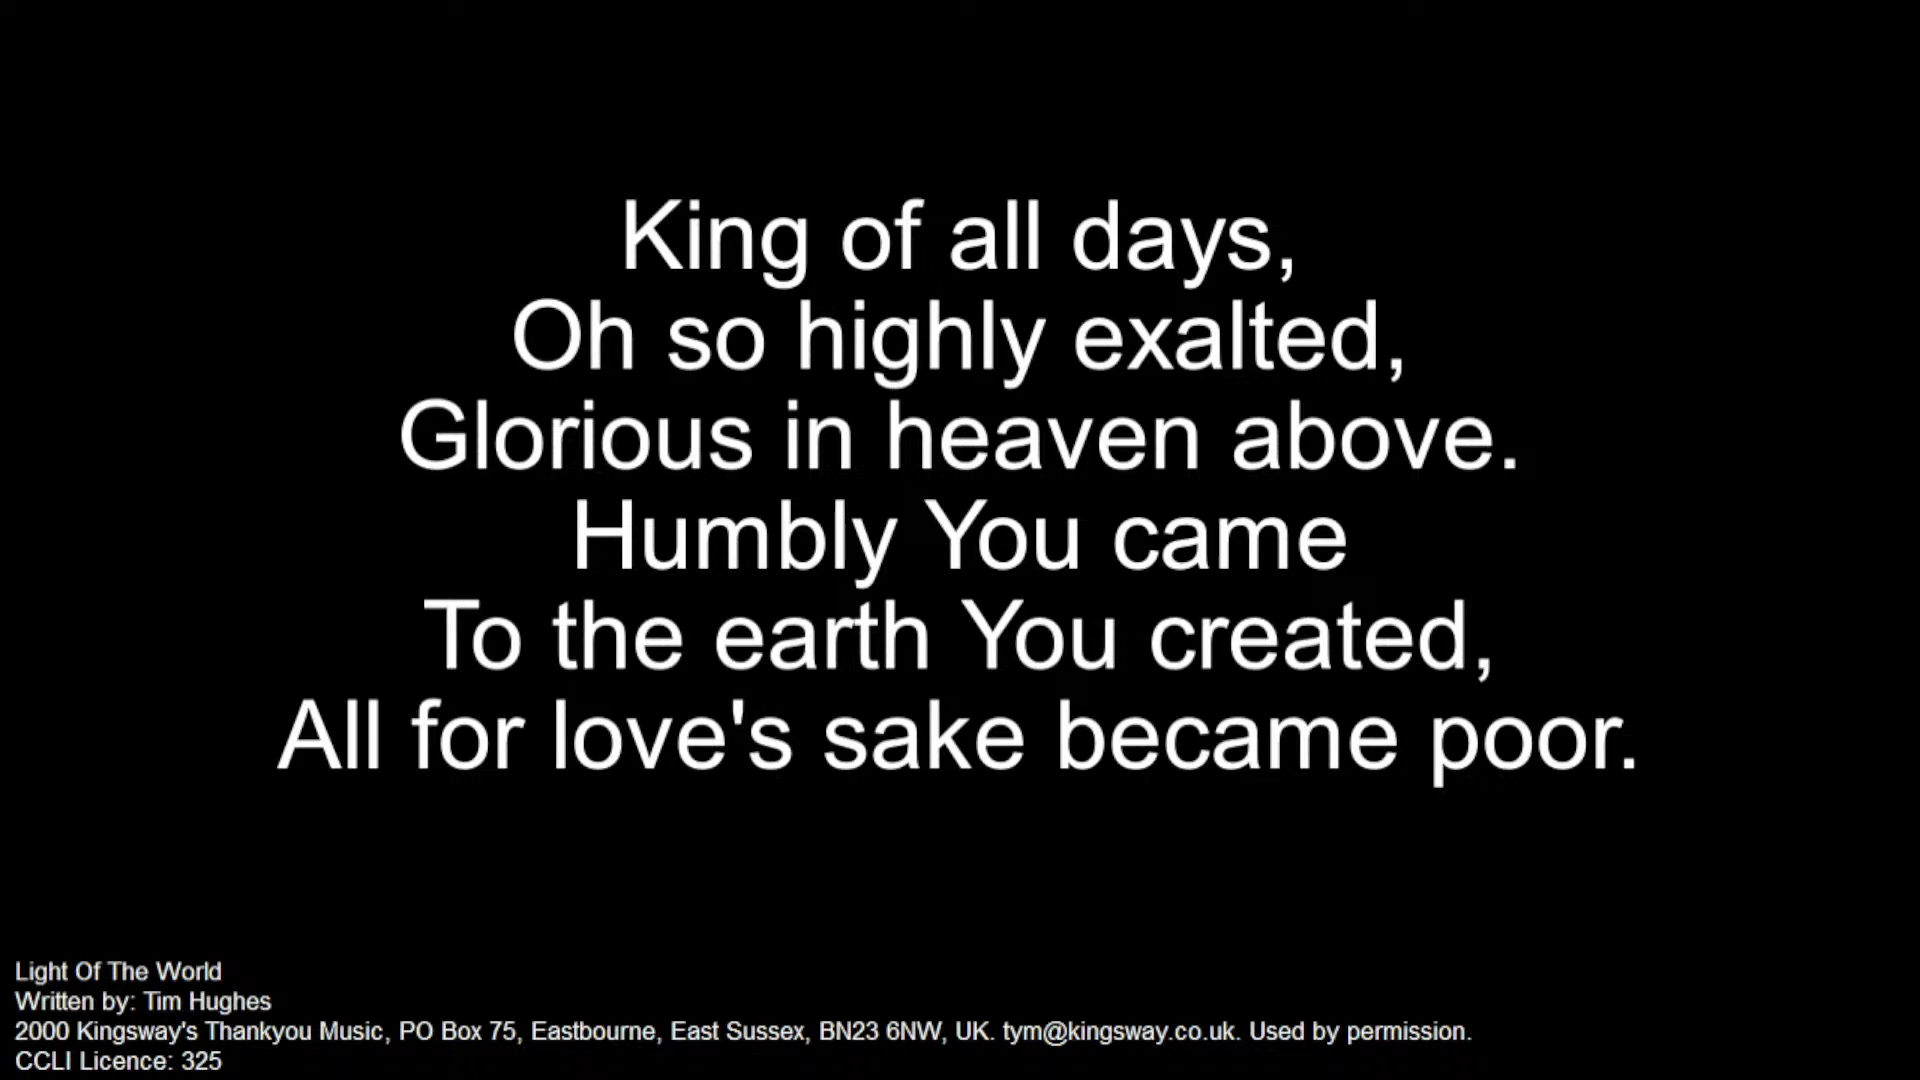 King of all days,
Oh so highly exalted,
Glorious in heaven above.
Humbly You came
To the earth You created,
All for love's sake became poor.
Light Of The World
Written by: Tim Hughes
2000 Kingsway's Thankyou Music, PO Box 75, Eastbourne, East Sussex, BN23 6NW, UK. tym@kingsway.co.uk. Used by permission.
CCLI Licence: 325